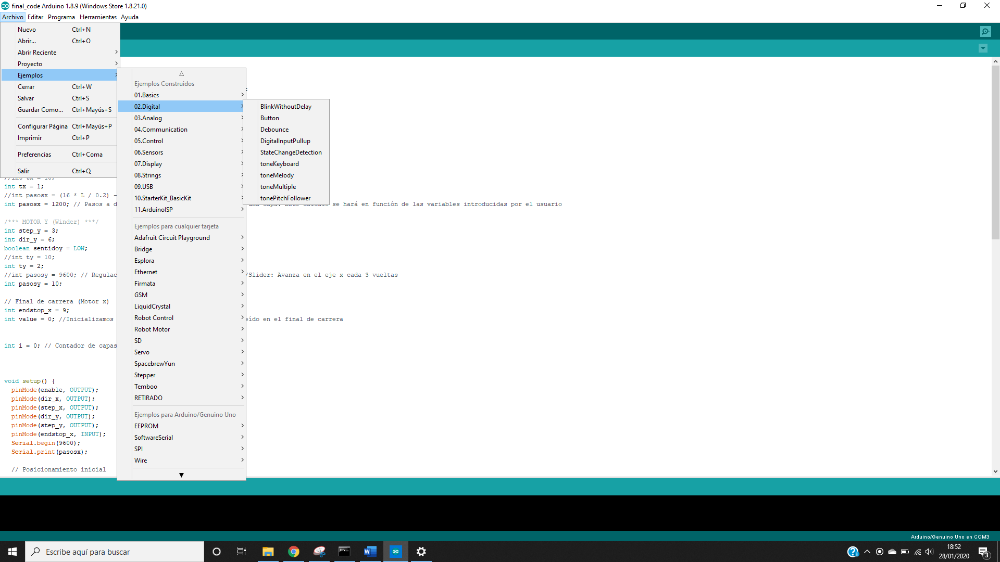 final_code Arduino 1.8.9 (Windows Store 1.8.21.0)
Archivo Editar Programa Herramientas Ayuda
Nuevo Ctrl+N
Abrir... Ctrl+O
Abrir Reciente
Proyecto
Ejemplos
Cerrar Ctrl+W
Salvar Ctrl+S
Guardar Como... Ctrl+Mayús+S
Configurar Página Ctrl+Mayús+P
Imprimir Ctrl+P
Preferencias Ctrl+Coma
Salir Ctrl+Q
Ejemplos Construidos
01.Basics
02.Digital
03.Analog
04.Communication
05.Control
06.Sensors
07.Display
08.Strings
09.USB
10.StarterKit_BasicKit
11.ArduinoISP
Ejemplos para cualquier tarjeta
Adafruit Circuit Playground
Bridge
Esplora
Ethernet
Firmata
GSM
LiquidCrystal
Robot Control
Robot Motor
SD
Servo
SpacebrewYun
Stepper
Temboo
RETIRADO
Ejemplos para Arduino/Genuino Uno
EEPROM
SoftwareSerial
SPI
Wire
BlinkWithoutDelay
Button
Debounce
DigitalInputPullup
StateChangeDetection
toneKeyboard
toneMelody
toneMultiple
tonePitchFollower
//int tx = 10;
int tx = 1;
//int pasosx = (16 * L / 0.2) -
int pasosx = 1200; // Pasos a d una capa. Este cálculo se hará en función de las variables introducidas por el usuario
/*** MOTOR Y (Winder) ***/
int step_y = 3;
int dir_y = 6;
boolean sentidoy = LOW;
//int ty = 10;
int ty = 2;
//int pasosy = 9600; // Regulac /Slider: Avanza en el eje x cada 3 vueltas
int pasosy = 10;
// Final de carrera (Motor x)
int endstop_x = 9;
int value = 0; //Inicializamos eído en el final de carrera
int i = 0; // Contador de capas
void setup() {
pinMode(enable, OUTPUT);
pinMode(dir_x, OUTPUT);
pinMode(step_x, OUTPUT);
pinMode(dir_y, OUTPUT);
pinMode(step_y, OUTPUT);
pinMode(endstop_x, INPUT);
Serial.begin(9600);
Serial.print(pasosx);
// Posicionamiento inicial
Arduino/Genuino Uno en COM3
Escribe aquí para buscar
18:52
28/01/2020
3